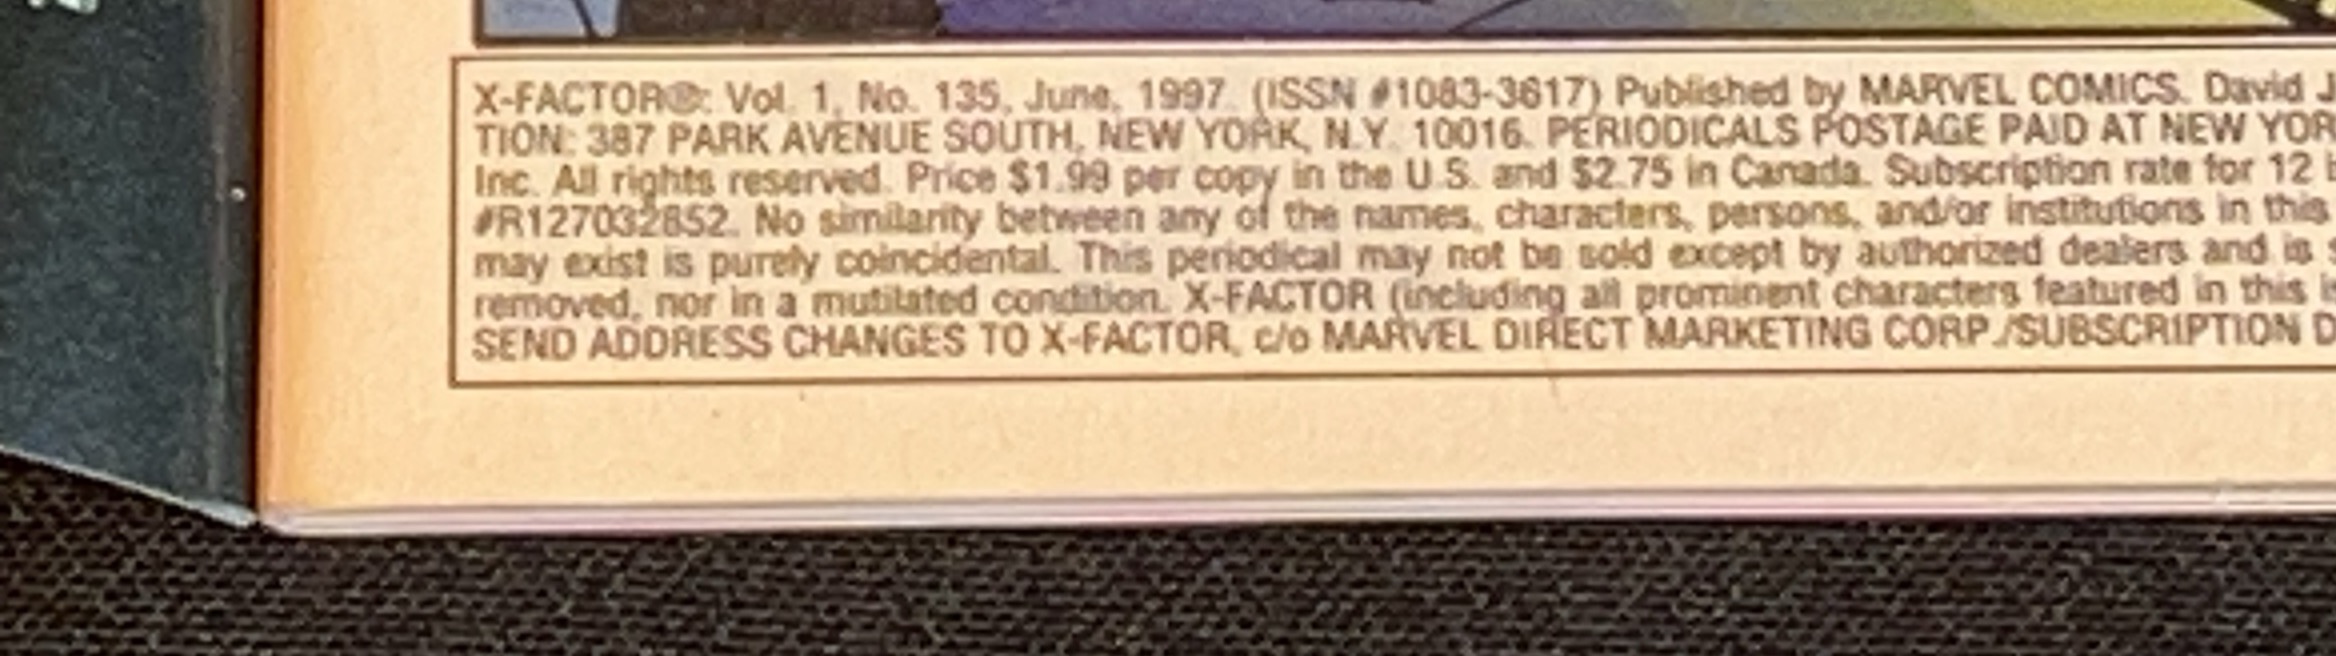 X-FACTOR®: Vol. 1, No. 135, June, 1997. (ISSN #1083-3617) Published by MARVEL COMICS. David J
TION: 387 PARK AVENUE SOUTH, NEW YORK, N.Y. 10016. PERIODICALS POSTAGE PAID AT NEW YOR
Inc. All rights reserved. Price $1.99 per copy in the U.S. and $2.75 in Canada. Subscription rate for 12 i
#R127032852. No similarity between any of the names, characters, persons, and/or institutions in this
may exist is purely coincidental. This periodical may not be sold except by authorized dealers and is s
removed, nor in a mutilated condition. X-FACTOR (including all prominent characters featured in this is
SEND ADDRESS CHANGES TO X-FACTOR, c/o MARVEL DIRECT MARKETING CORP./SUBSCRIPTION D